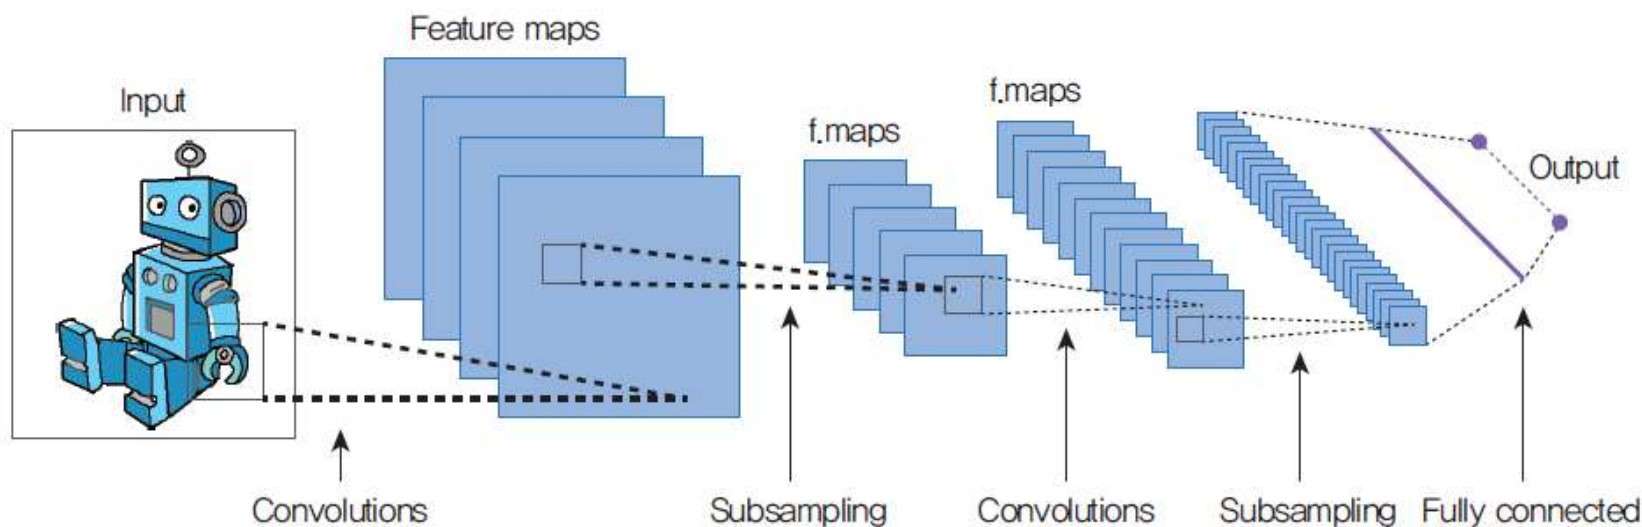 Feature maps
Input
f.maps
f.maps
Output
Convolutions
Subsampling
Convolutions
Subsampling
Fully connected